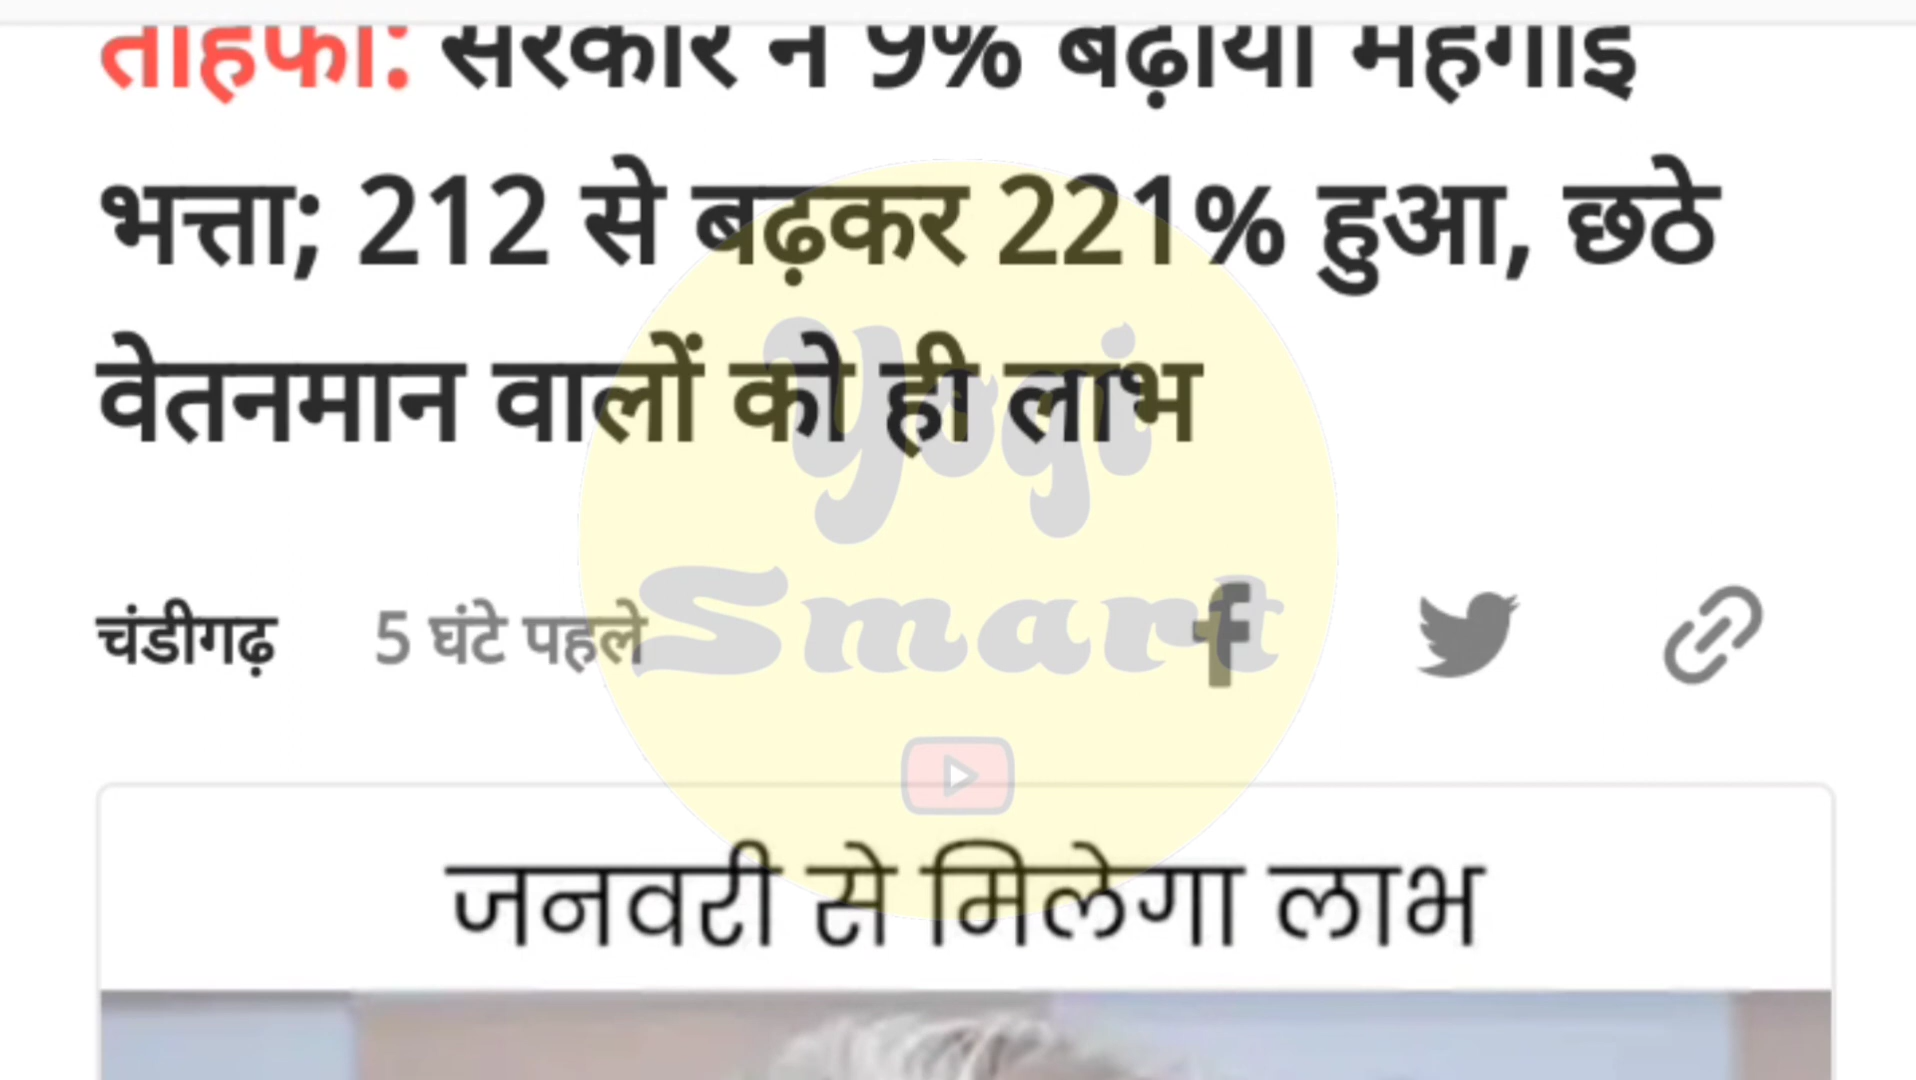 तोहफा: सरकार ने 9% बढ़ाया महंगाई
भत्ता; 212 से बढ़कर 221% हुआ, छठे
वेतनमान वालों को ही लाभ
Yogi
Smart
चंडीगढ़ 5 घंटे पहले
जनवरी से मिलेगा लाभ